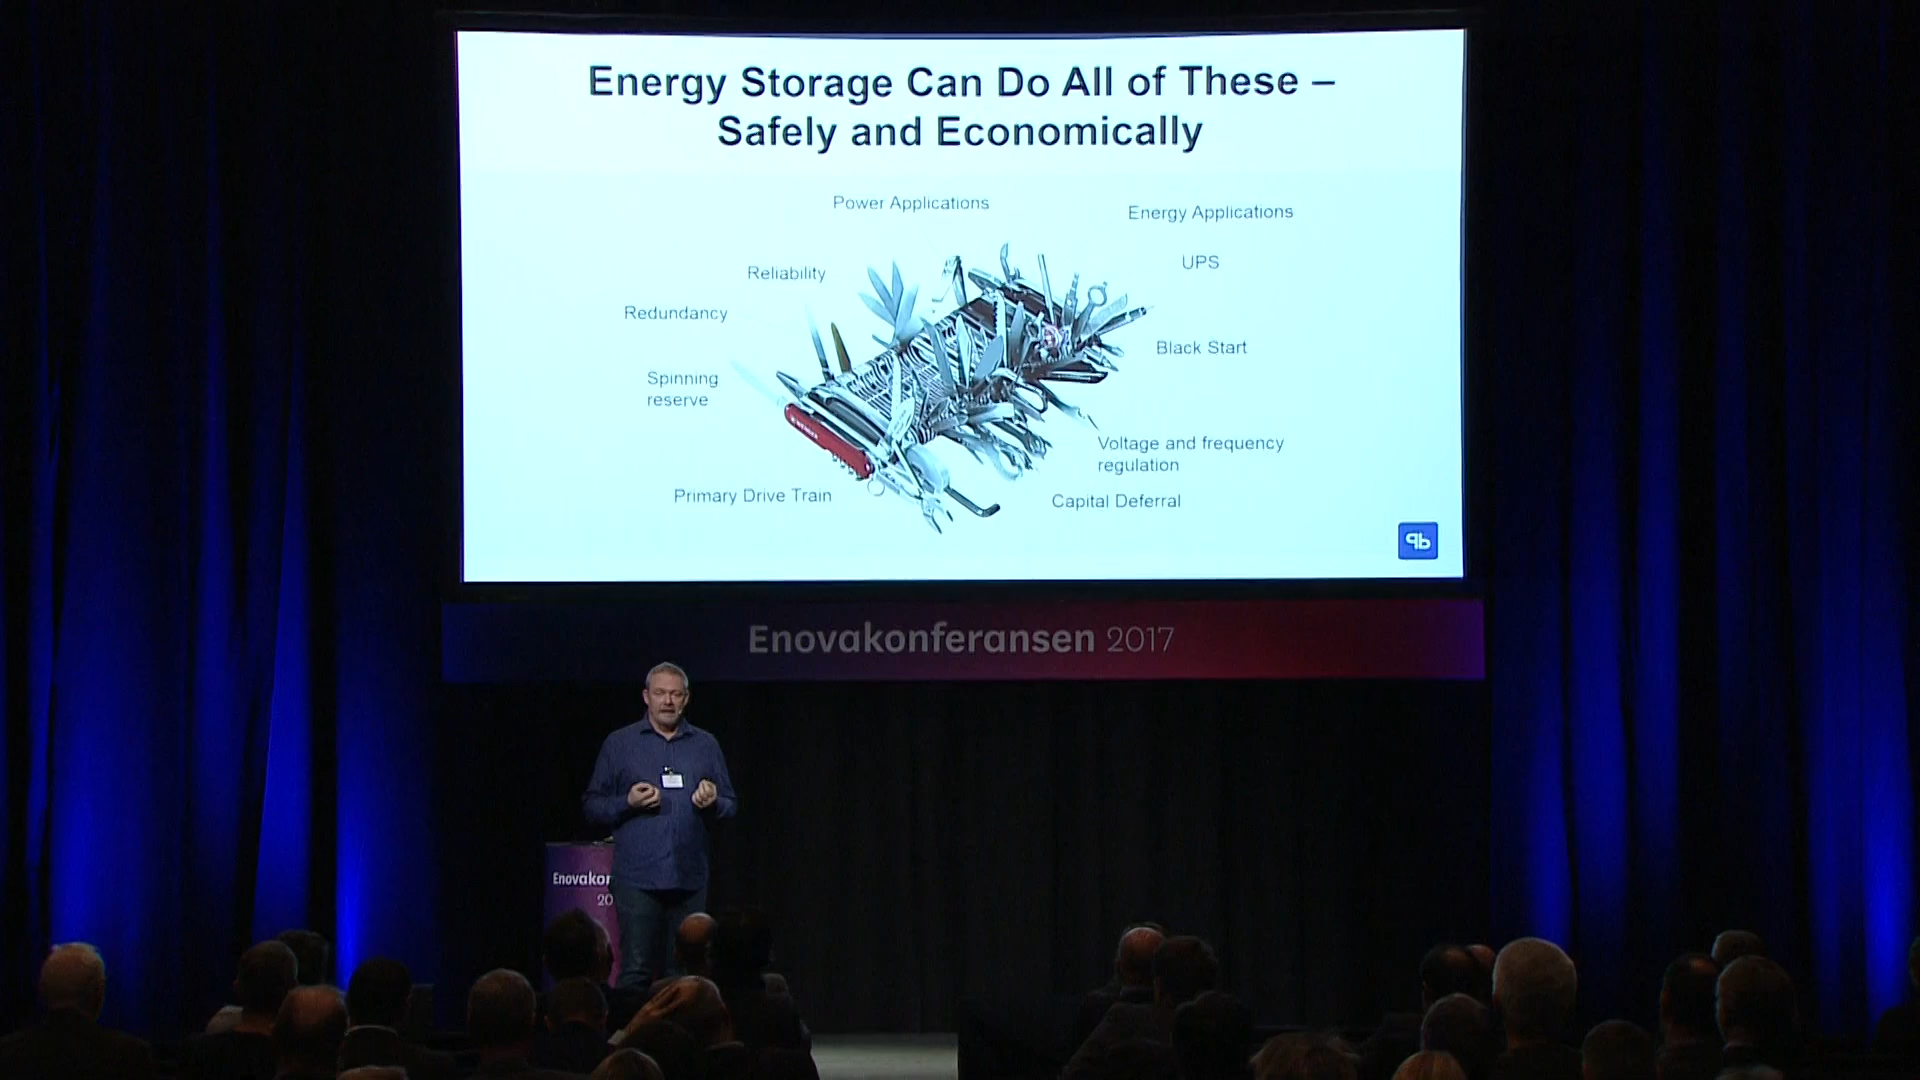 Energy Storage Can Do All of These –
Safely and Economically
Power Applications
Energy Applications
Reliability
UPS
Redundancy
Black Start
Spinning
reserve
Voltage and frequency
regulation
Primary Drive Train
Capital Deferral
WENGER
Enovakonferansen 2017
Enovakon
20